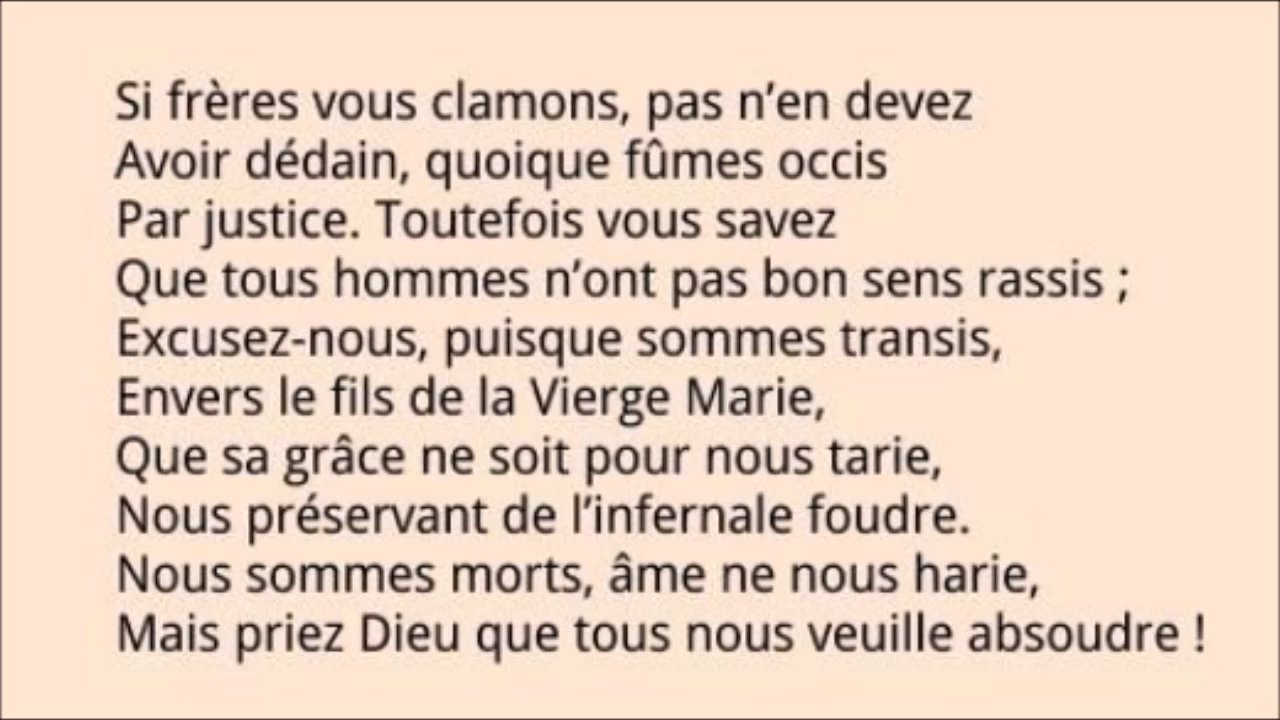 Si frères vous clamons, pas n’en devez
Avoir dédain, quoique fûmes occis
Par justice. Toutefois vous savez
Que tous hommes n’ont pas bon sens rassis ;
Excusez-nous, puisque sommes transis,
Envers le fils de la Vierge Marie,
Que sa grâce ne soit pour nous tarie,
Nous préservant de l’infernale foudre.
Nous sommes morts, âme ne nous harie,
Mais priez Dieu que tous nous veuille absoudre !